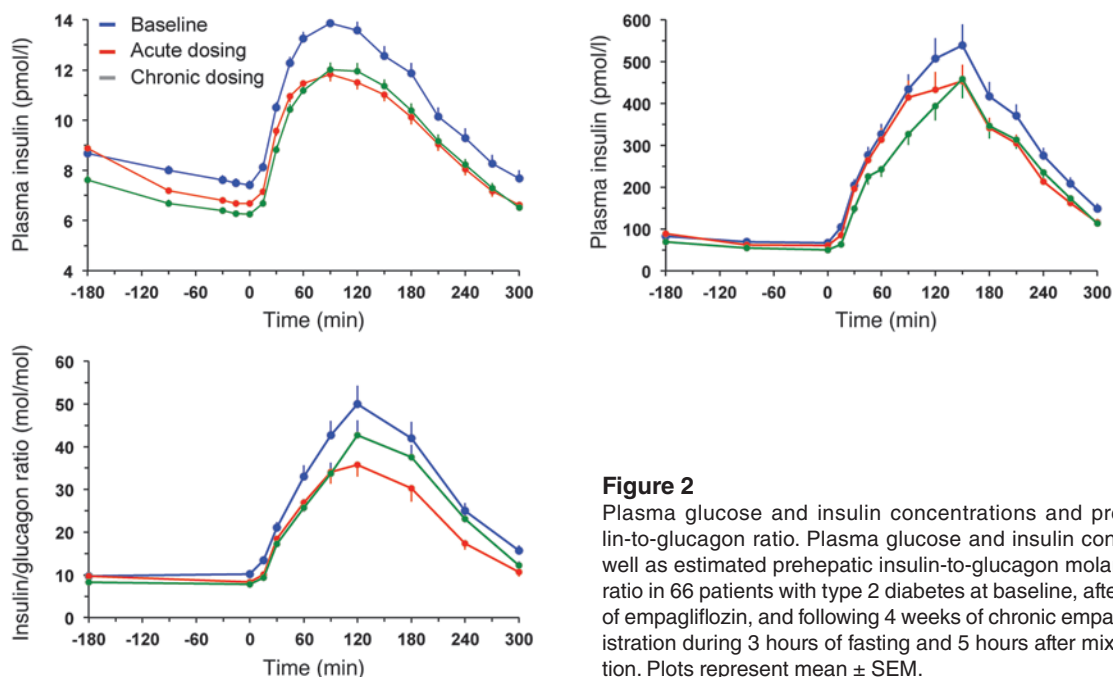 14
12
10
8
6
4
Plasma insulin (pmol/l)
Baseline
Acute dosing
Chronic dosing
-180 -120 -60 0 60 120 180 240 300
Time (min)
600
500
400
300
200
100
0
Plasma insulin (pmol/l)
-180 -120 -60 0 60 120 180 240 300
Time (min)
60
50
40
30
20
10
0
Insulin/glucagon ratio (mol/mol)
-180 -120 -60 0 60 120 180 240 300
Time (min)
Figure 2
Plasma glucose and insulin concentrations and pre
lin-to-glucagon ratio. Plasma glucose and insulin con
well as estimated prehepatic insulin-to-glucagon mola
ratio in 66 patients with type 2 diabetes at baseline, afte
of empagliflozin, and following 4 weeks of chronic empa
istration during 3 hours of fasting and 5 hours after mix
tion. Plots represent mean ± SEM.